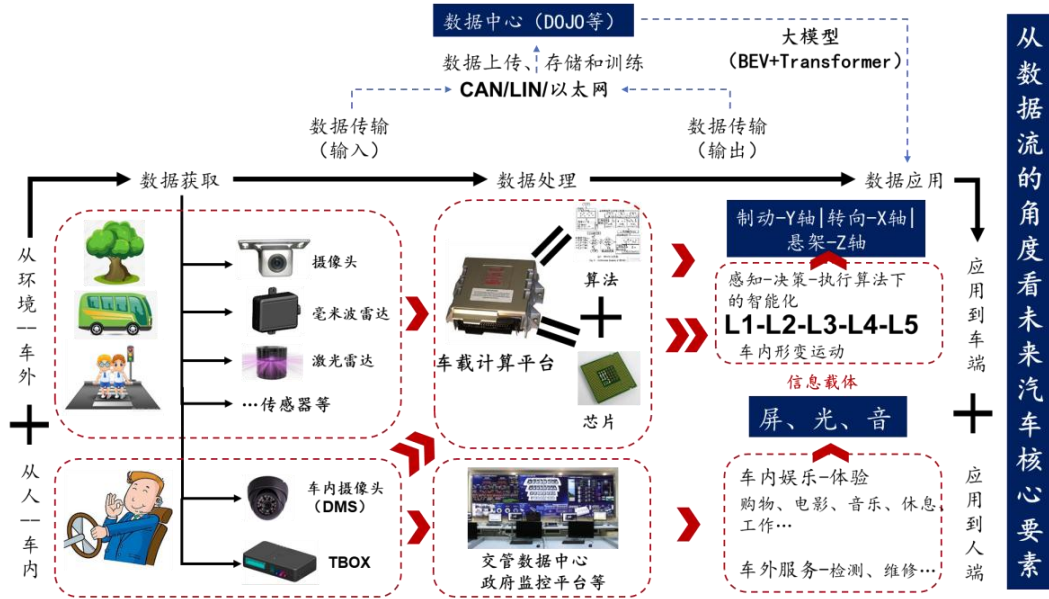 数据中心（DOJO等）
大模型
（BEV+Transformer）
数据上传、存储和训练
CAN/LIN/以太网
数据传输
（输入）
数据传输
（输出）
数据获取
数据处理
数据应用
从环境--车外
从人--车内
摄像头
毫米波雷达
激光雷达
…传感器等
车内摄像头
（DMS）
TBOX
车载计算平台
算法
芯片
交管数据中心
政府监控平台等
制动-Y轴|转向-X轴|
悬架-Z轴
感知-决策-执行算法下
的智能化
L1-L2-L3-L4-L5
车内形变运动
信息载体
屏、光、音
车内娱乐-体验
购物、电影、音乐、休息,
工作…
车外服务-检测、维修…
应用到车端
应用到人端
从数据流的角度看未来汽车核心要素